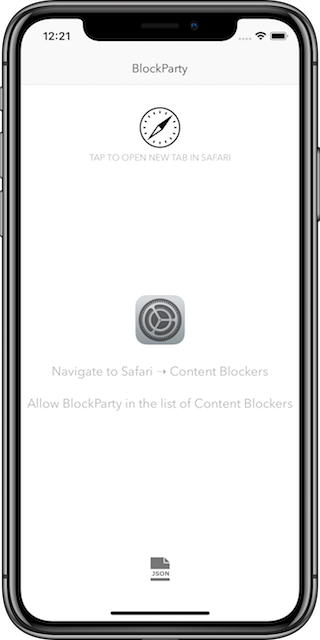 12:21
BlockParty
TAP TO OPEN NEW TAB IN SAFARI
Navigate to Safari ➝ Content Blockers
Allow BlockParty in the list of Content Blockers
JSON